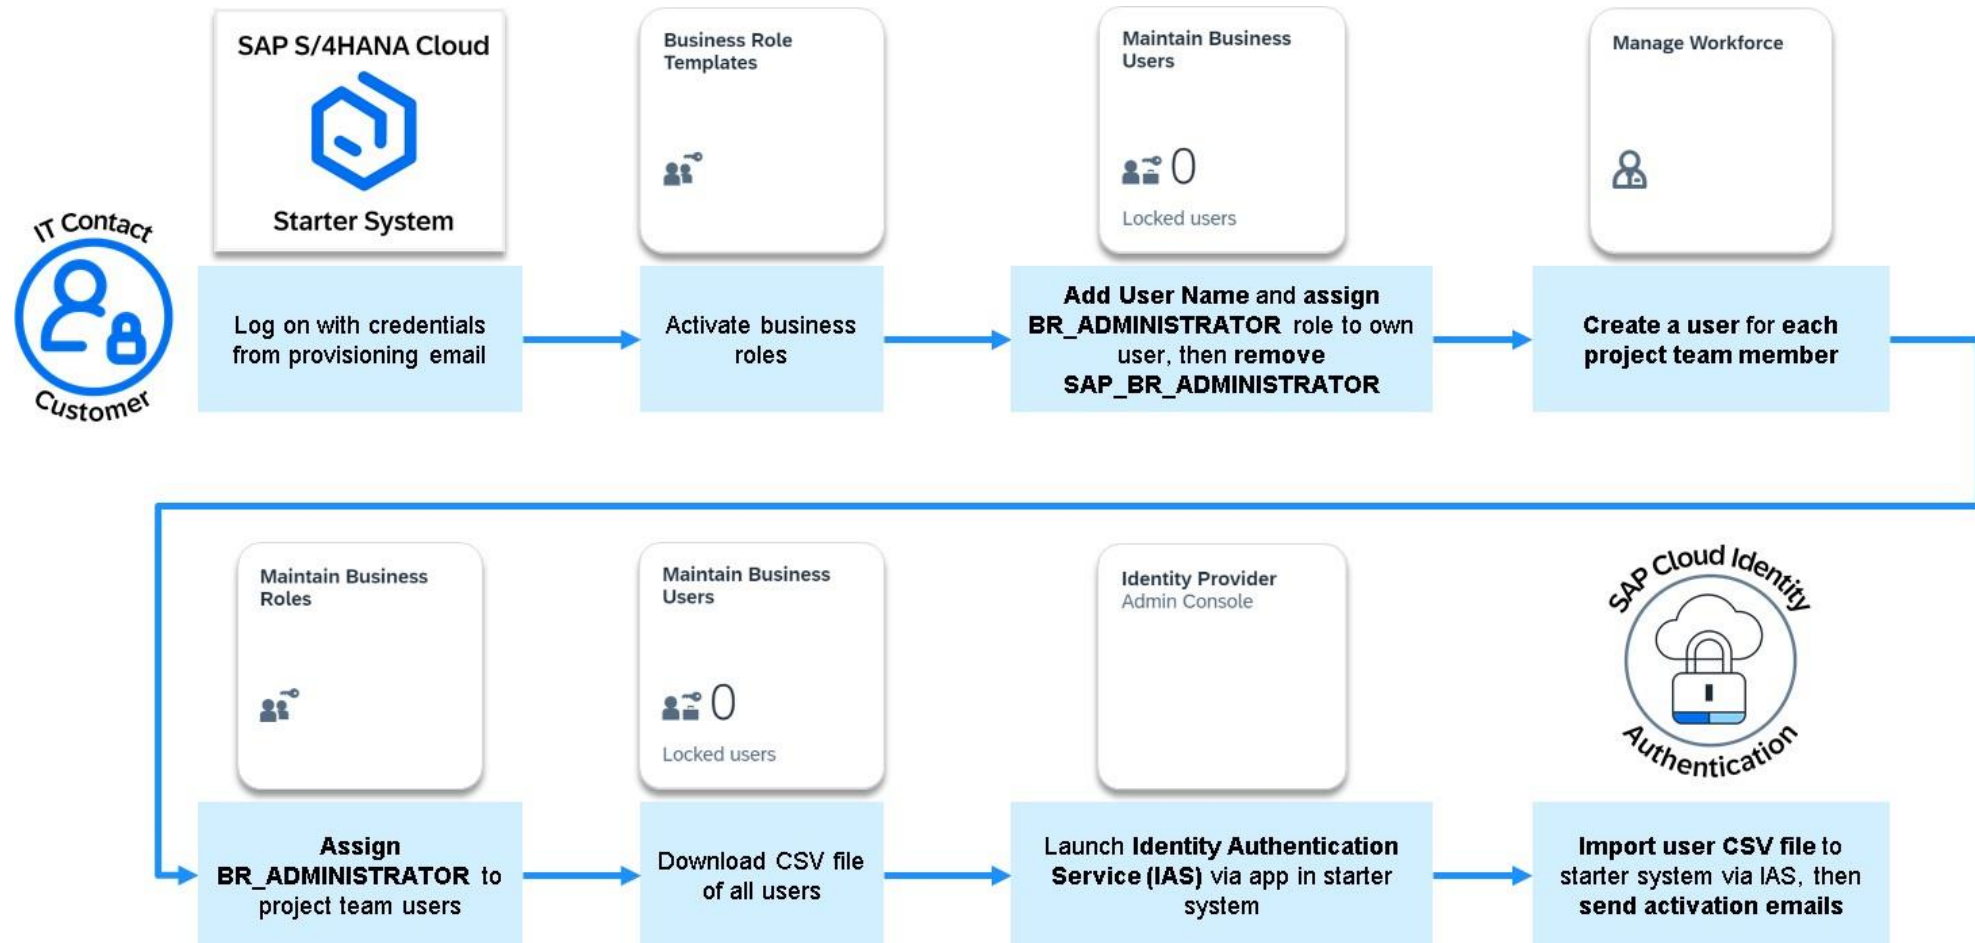 IT Contact
Customer
SAP S/4HANA Cloud
Starter System
Log on with credentials
from provisioning email
Business Role
Templates
Activate business
roles
Maintain Business
Users
0
Locked users
Add User Name and assign
BR_ADMINISTRATOR role to own
user, then remove
SAP_BR_ADMINISTRATOR
Manage Workforce
Create a user for each
project team member
Maintain Business
Roles
Assign
BR_ADMINISTRATOR to
project team users
Maintain Business
Users
0
Locked users
Download CSV file
of all users
Identity Provider
Admin Console
Launch Identity Authentication
Service (IAS) via app in starter
system
SAP Cloud Identity
Authentication
Import user CSV file to
starter system via IAS, then
send activation emails